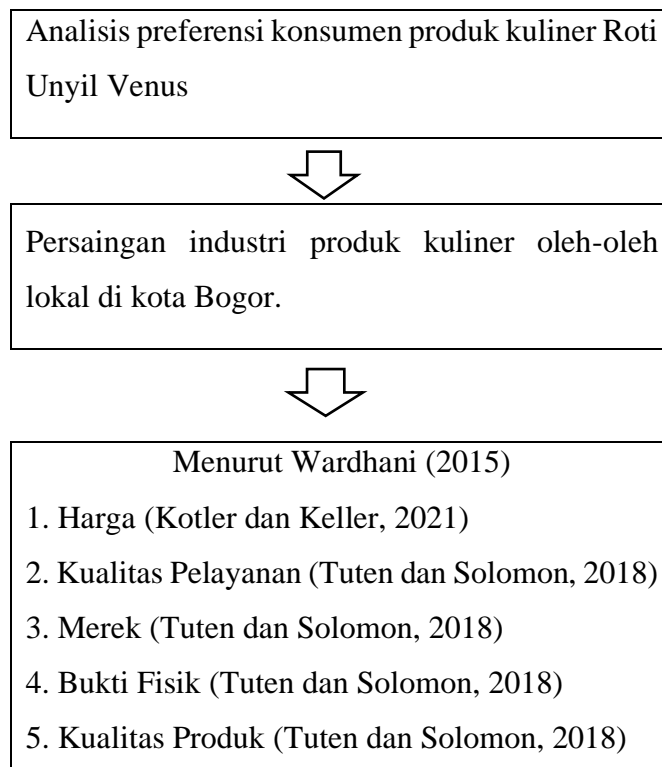 Analisis preferensi konsumen produk kuliner Roti
Unyil Venus
Persaingan industri produk kuliner oleh-oleh
lokal di kota Bogor.
Menurut Wardhani (2015)
1. Harga (Kotler dan Keller, 2021)
2. Kualitas Pelayanan (Tuten dan Solomon, 2018)
3. Merek (Tuten dan Solomon, 2018)
4. Bukti Fisik (Tuten dan Solomon, 2018)
5. Kualitas Produk (Tuten dan Solomon, 2018)